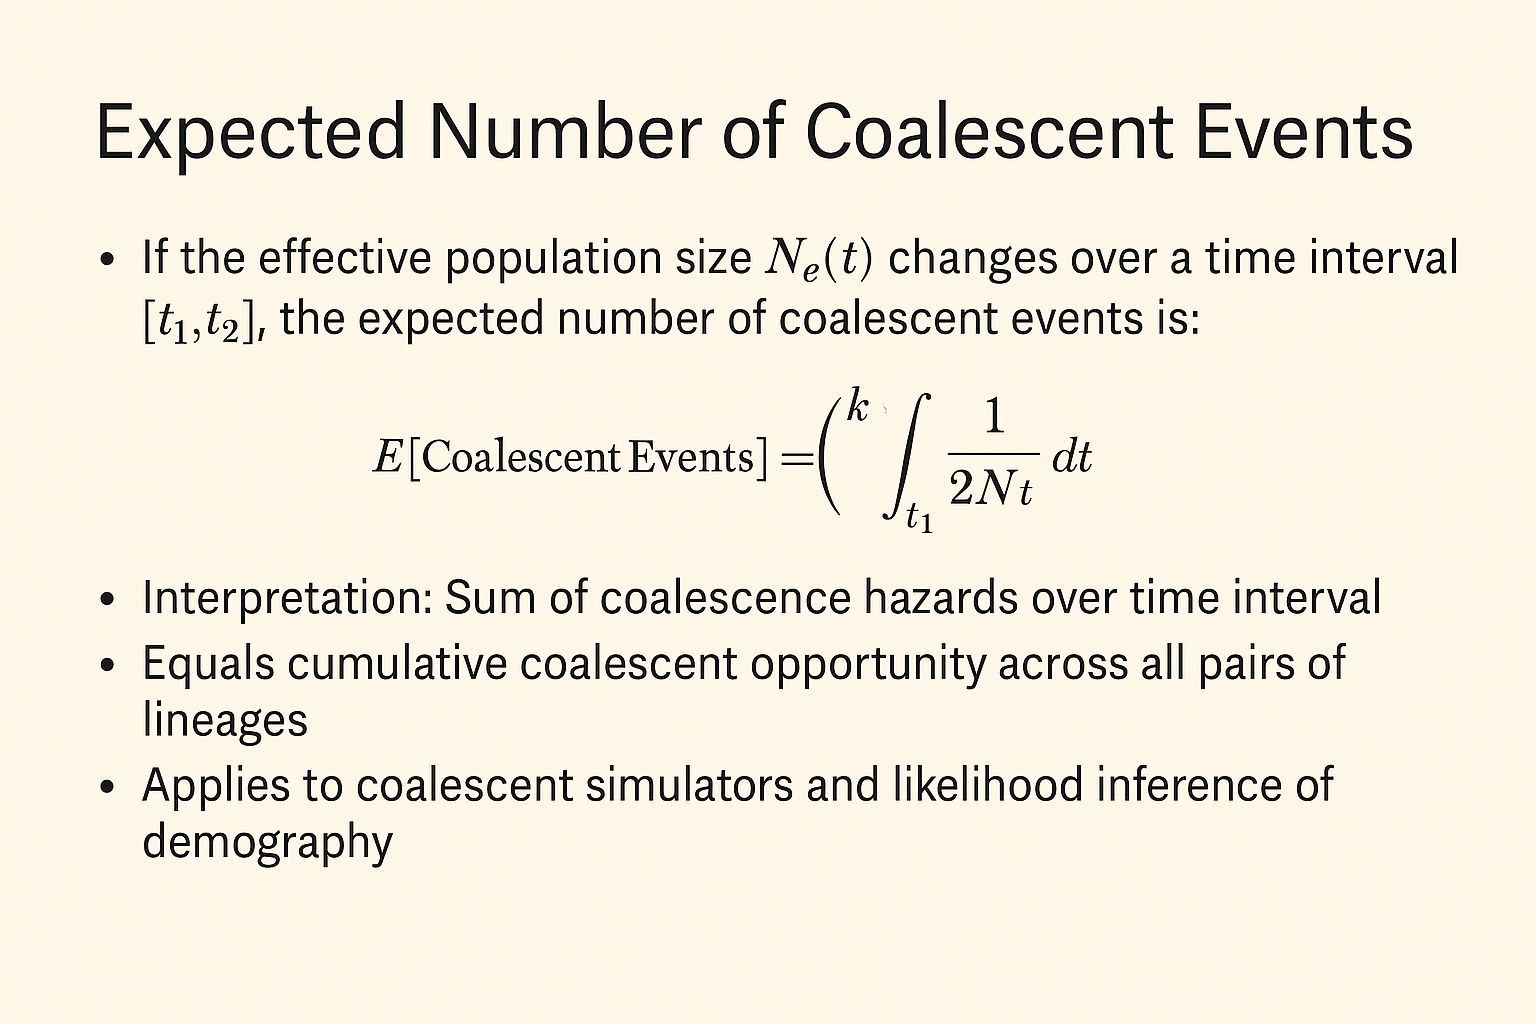 Expected Number of Coalescent Events
• If the effective population size Nₑ(t) changes over a time interval
[t₁,t₂], the expected number of coalescent events is:
E[Coalescent Events] = ( k ∫ t₁ 1 / 2Nt dt
• Interpretation: Sum of coalescence hazards over time interval
• Equals cumulative coalescent opportunity across all pairs of
lineages
• Applies to coalescent simulators and likelihood inference of
demography